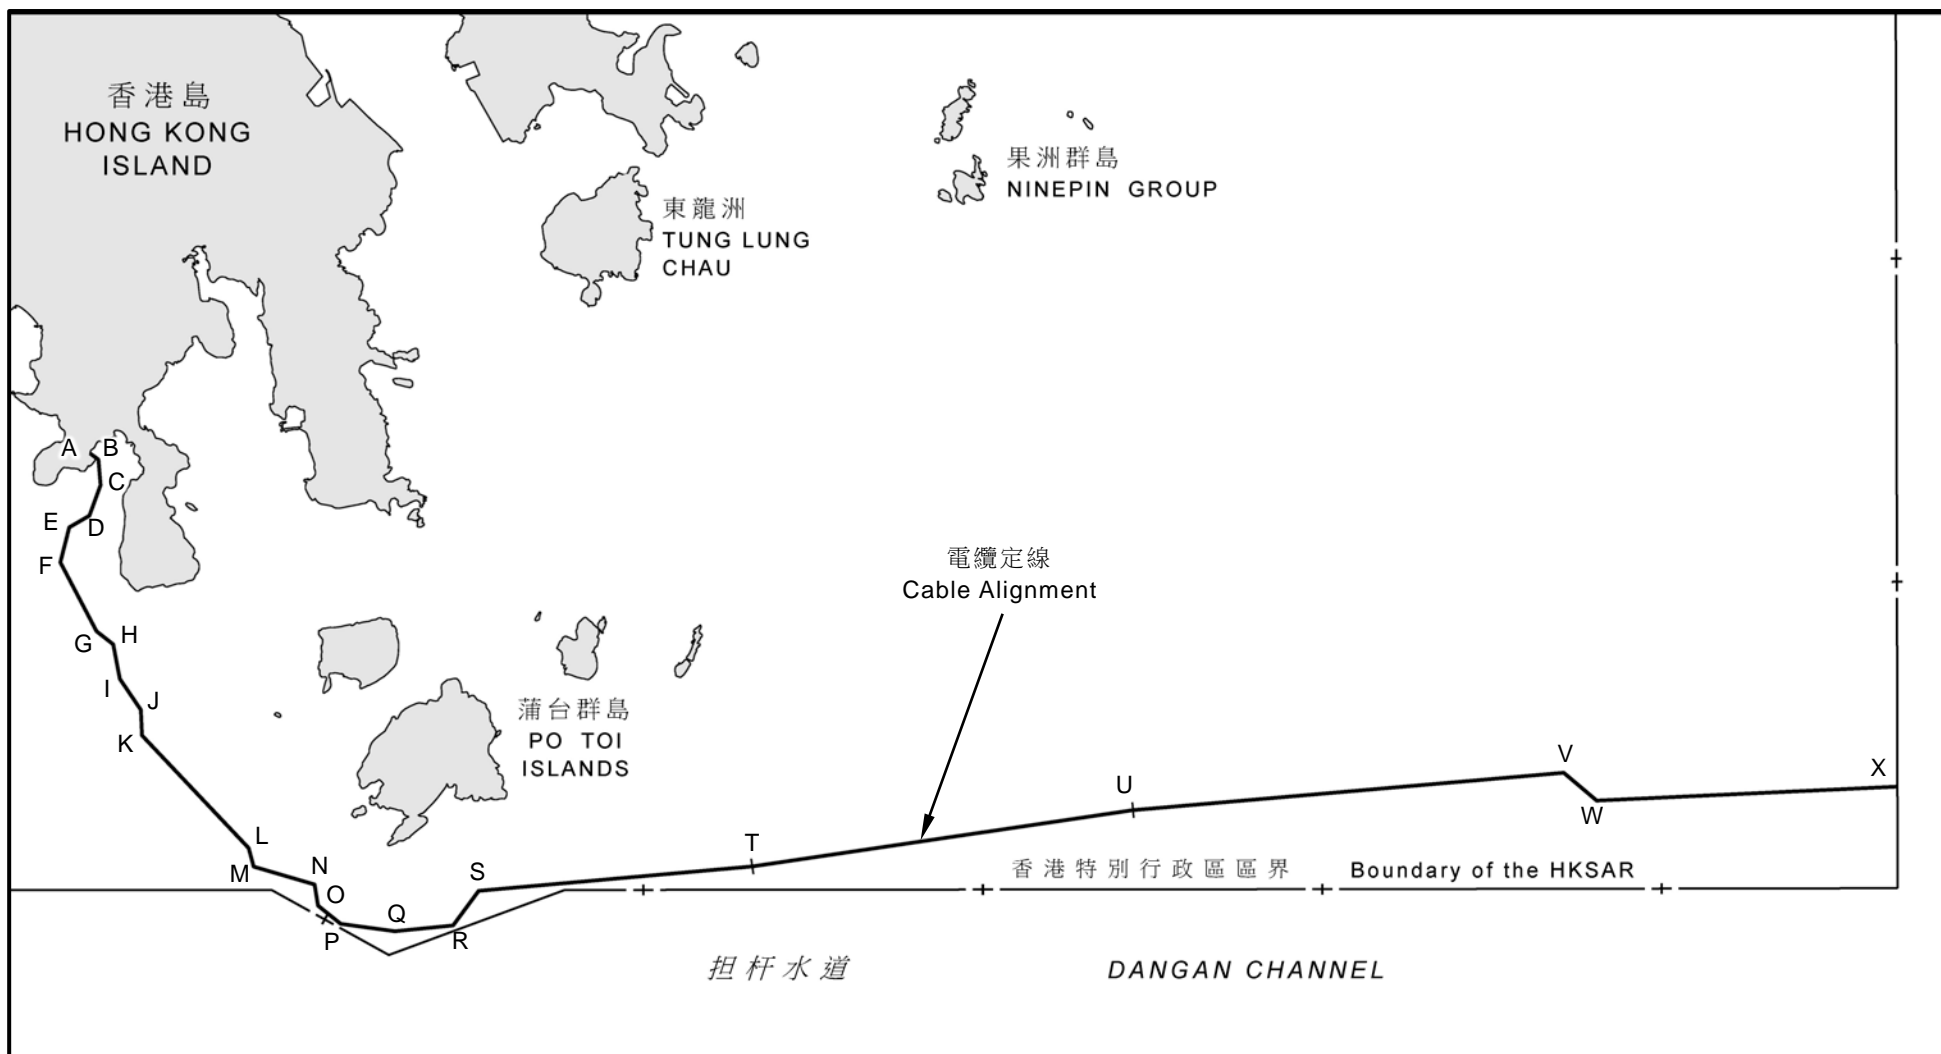 香港島
HONG KONG
ISLAND
果洲群島
NINEPIN GROUP
東龍洲
TUNG LUNG
CHAU
A
B
C
D
E
F
電纜定線
Cable Alignment
G
H
I
J
K
蒲台群島
PO TOI
ISLANDS
L
M
N
O
P
Q
R
S
T
U
V
W
X
香港特別行政區區界
Boundary of the HKSAR
担杆水道
DANGAN CHANNEL